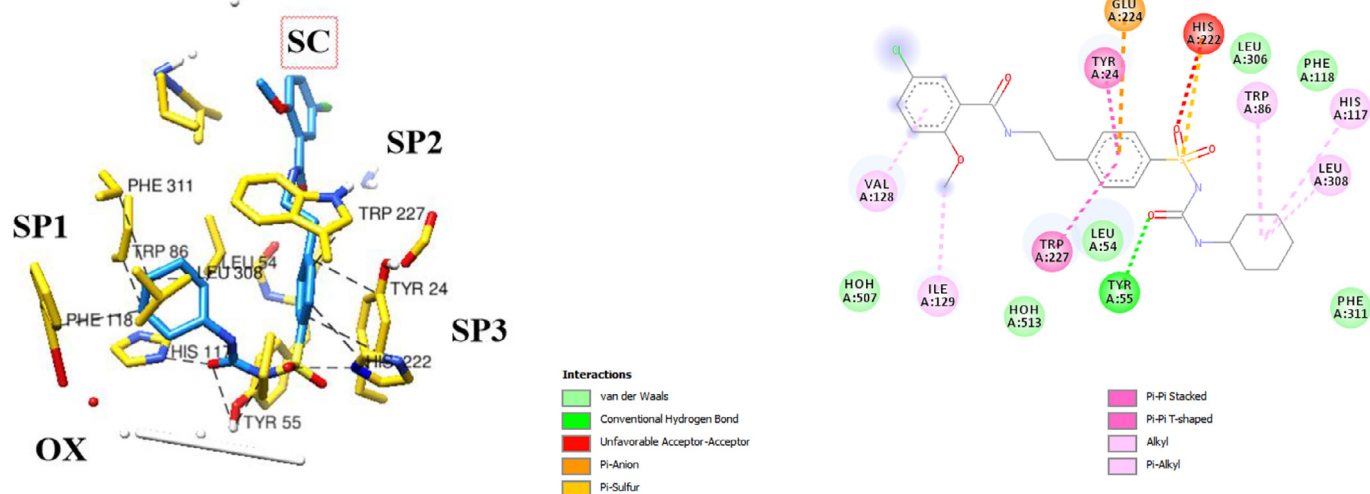 SC
SP2
PHE 311
TRP 227
SP1
TRP 86
LEU 54
LEU 308
TYR 24
PHE 118
SP3
HIS 117
HIS 222
TYR 55
OX
GLU
A:224
HIS
A:222
TYR
A:24
LEU
A:306
PHE
A:118
TRP
A:86
HIS
A:117
Cl
O
N
O
S
O
VAL
A:128
O
N
LEU
A:308
LEU
A:54
O
N
TRP
A:227
HOH
A:507
ILE
A:129
TYR
A:55
HOH
A:513
PHE
A:311
Interactions
van der Waals
Conventional Hydrogen Bond
Unfavorable Acceptor-Acceptor
Pi-Anion
Pi-Sulfur
Pi-Pi Stacked
Pi-Pi T-shaped
Alkyl
Pi-Alkyl